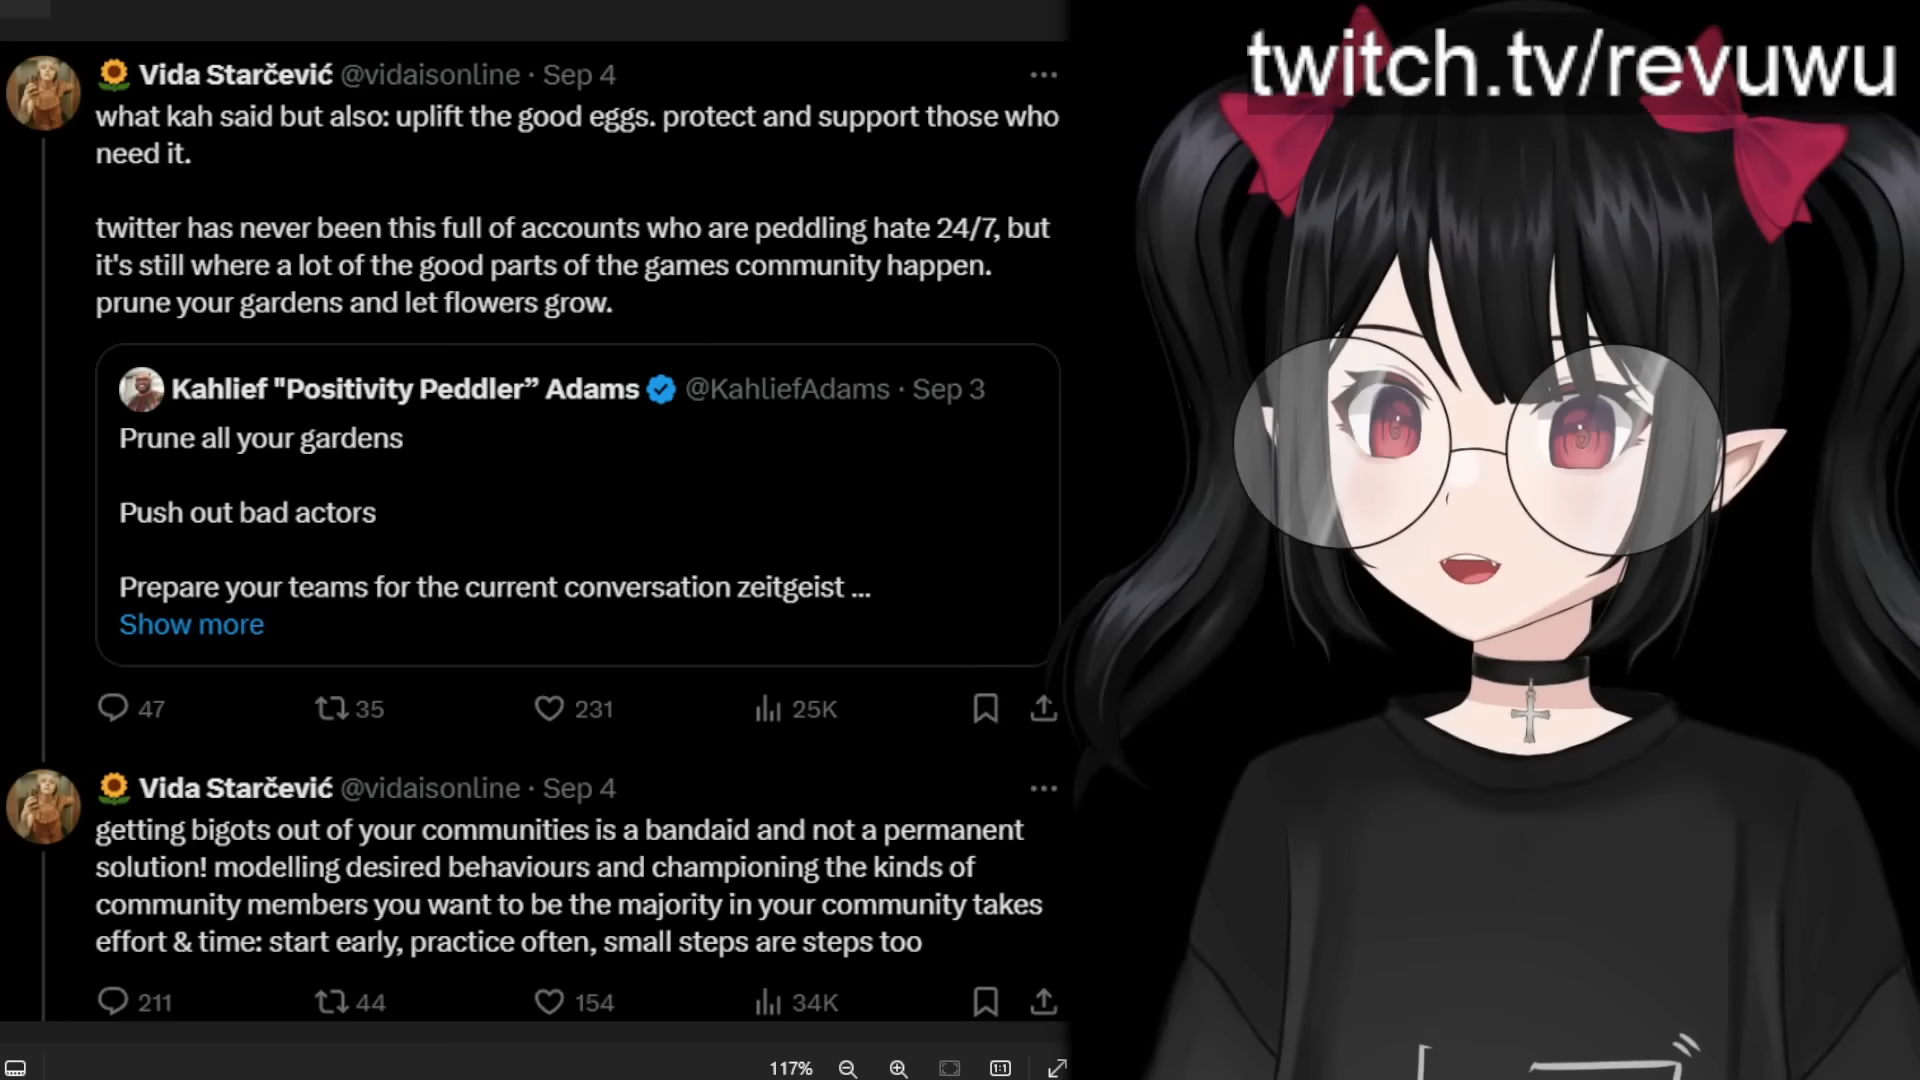 twitch.tv/revuwu
Vida Starčević @vidaisonline · Sep 4
what kah said but also: uplift the good eggs. protect and support those who
need it.
twitter has never been this full of accounts who are peddling hate 24/7, but
it's still where a lot of the good parts of the games community happen.
prune your gardens and let flowers grow.
Kahlief "Positivity Peddler” Adams @KahliefAdams · Sep 3
Prune all your gardens
Push out bad actors
Prepare your teams for the current conversation zeitgeist ...
Show more
47 35 231 25K
Vida Starčević @vidaisonline · Sep 4
getting bigots out of your communities is a bandaid and not a permanent
solution! modelling desired behaviours and championing the kinds of
community members you want to be the majority in your community takes
effort & time: start early, practice often, small steps are steps too
211 44 154 34K
117% 1:1